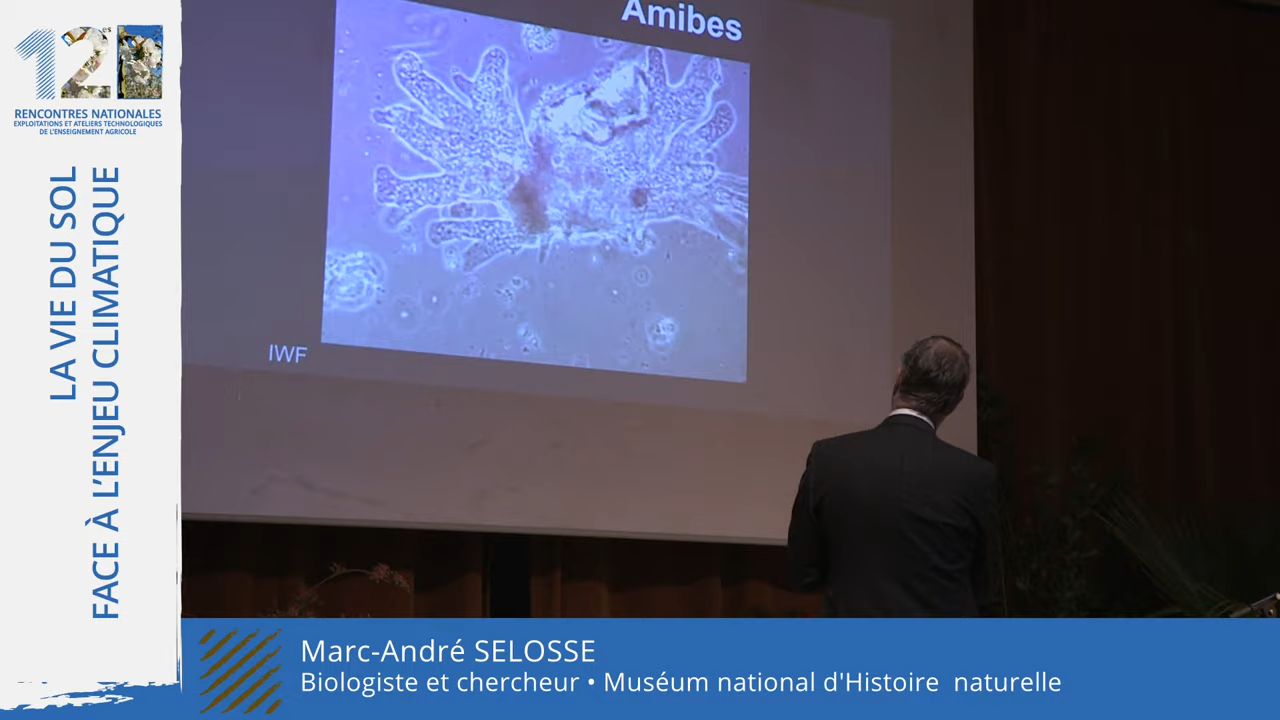 12es
RENCONTRES NATIONALES
EXPLOITATIONS ET ATELIERS TECHNOLOGIQUES
DE L'ENSEIGNEMENT AGRICOLE
LA VIE DU SOL
FACE À L'ENJEU CLIMATIQUE
Amibes
IWF
Marc-André SELOSSE
Biologiste et chercheur • Muséum national d'Histoire naturelle